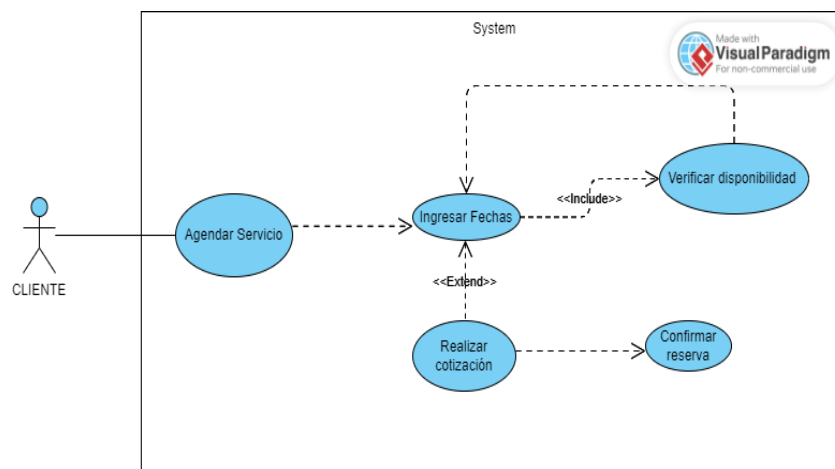 System
Made with
Visual Paradigm
For non-commercial use
Verificar disponibilidad
<<Include>>
Ingresar Fechas
Agendar Servicio
CLIENTE
<<Extend>>
Realizar
cotización
Confirmar
reserva